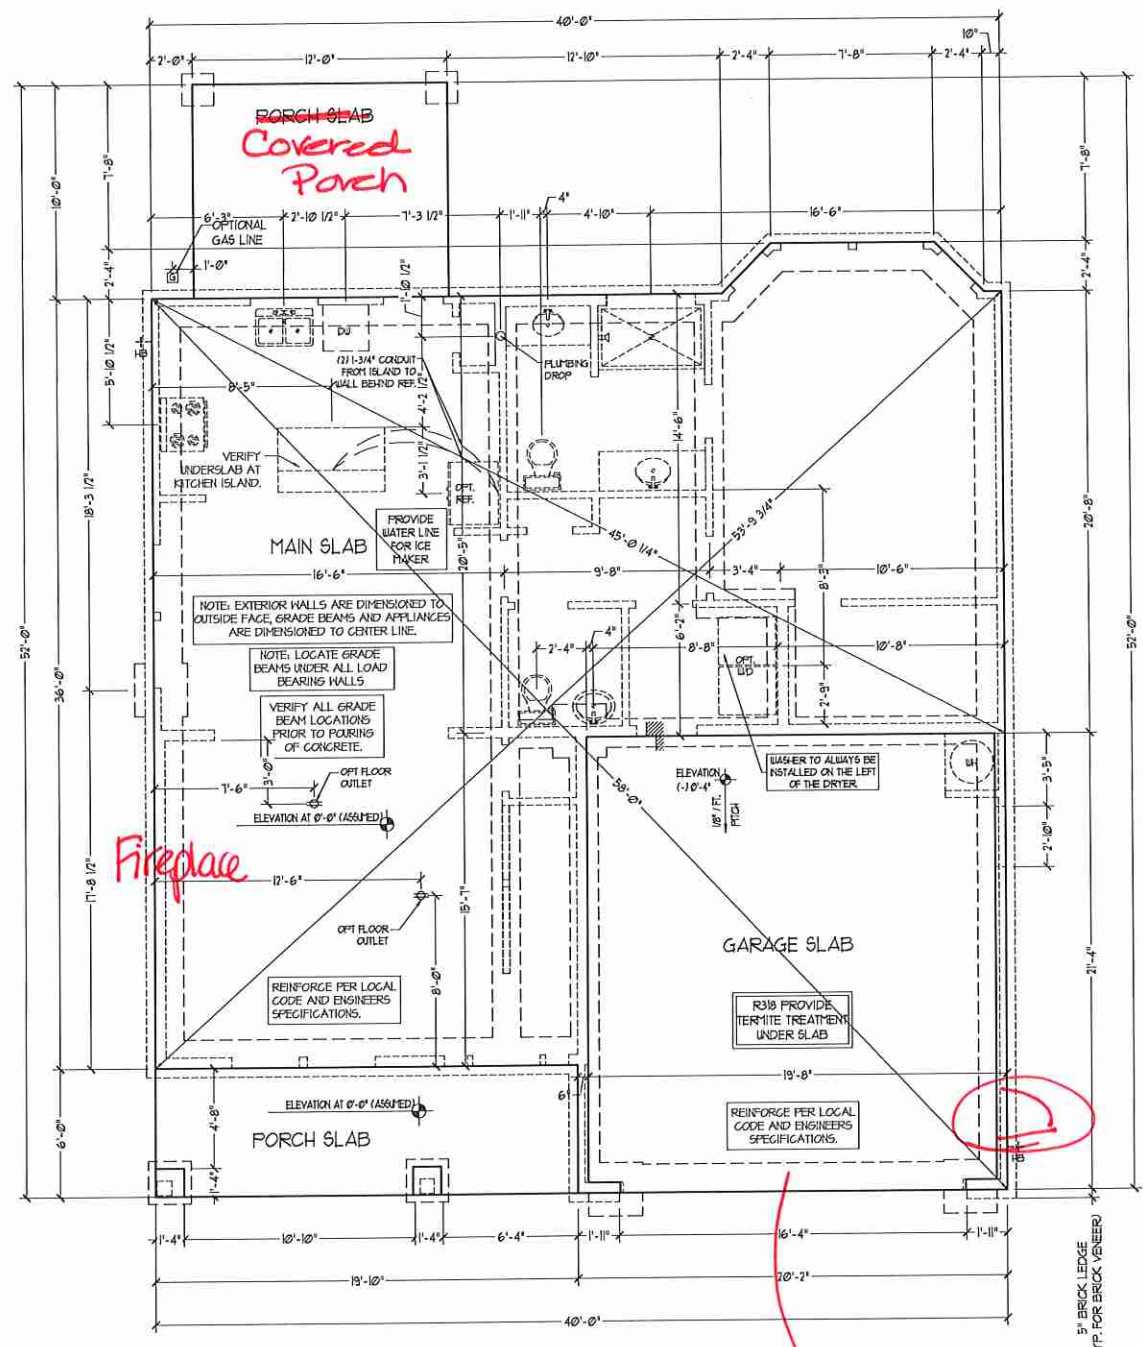 40'-0"
10"
2'-0" 12'-0" 12'-10" 2'-4" 7'-8" 2'-4"
PORCH SLAB
Covered
Porch
7'-8"
10'-0"
7'-8"
4"
6'-3" 2'-10 1/2" 7'-3 1/2" 1'-11" 4'-10" 16'-6"
OPTIONAL
GAS LINE
1'-0"
2'-4"
1'-10 1/2"
2'-4"
DW
HB
PLUMBING
DROP
(2) 1-3/4" CONDUIT
FROM ISLAND TO
WALL BEHIND REF.
5'-10 1/2"
8'-5"
4'-2 1/2"
14'-6"
VERIFY
UNDERSLAB AT
KITCHEN ISLAND.
3'-1 1/2"
OPT.
REF.
18'-3 1/2"
PROVIDE
WATER LINE
FOR ICE
MAKER
MAIN SLAB
20'-5"
45'-0 1/4"
53'-9 3/4"
20'-8"
16'-6" 9'-8" 3'-4" 10'-6"
8'-3"
NOTE: EXTERIOR WALLS ARE DIMENSIONED TO
OUTSIDE FACE, GRADE BEAMS AND APPLIANCES
ARE DIMENSIONED TO CENTER LINE.
6'-2"
4"
2'-4" 8'-8" 10'-8"
52'-0"
36'-0"
52'-0"
NOTE: LOCATE GRADE
BEAMS UNDER ALL LOAD
BEARING WALLS
OPT.
W/D
2'-9"
VERIFY ALL GRADE
BEAM LOCATIONS
PRIOR TO POURING
OF CONCRETE.
3'-0"
OPT FLOOR
OUTLET
7'-6"
ELEVATION AT 0'-0" (ASSUMED)
58'-0"
ELEVATION
(-) 0'-4"
1/8" / FT.
PITCH
WASHER TO ALWAYS BE
INSTALLED ON THE LEFT
OF THE DRYER.
3'-5"
2'-10"
Fireplace
17'-8 1/2"
12'-6"
15'-7"
OPT FLOOR
OUTLET
8'-0"
GARAGE SLAB
21'-4"
REINFORCE PER LOCAL
CODE AND ENGINEERS
SPECIFICATIONS.
R318 PROVIDE
TERMITE TREATMENT
UNDER SLAB
19'-8"
6"
ELEVATION AT 0'-0" (ASSUMED)
4'-8"
6'-0"
PORCH SLAB
REINFORCE PER LOCAL
CODE AND ENGINEERS
SPECIFICATIONS.
HB
1'-4"
1'-4" 10'-10" 1'-4" 6'-4" 1'-11" 16'-4" 1'-11"
19'-10" 20'-2"
40'-0"
5" BRICK LEDGE
YP. FOR BRICK VENEER)